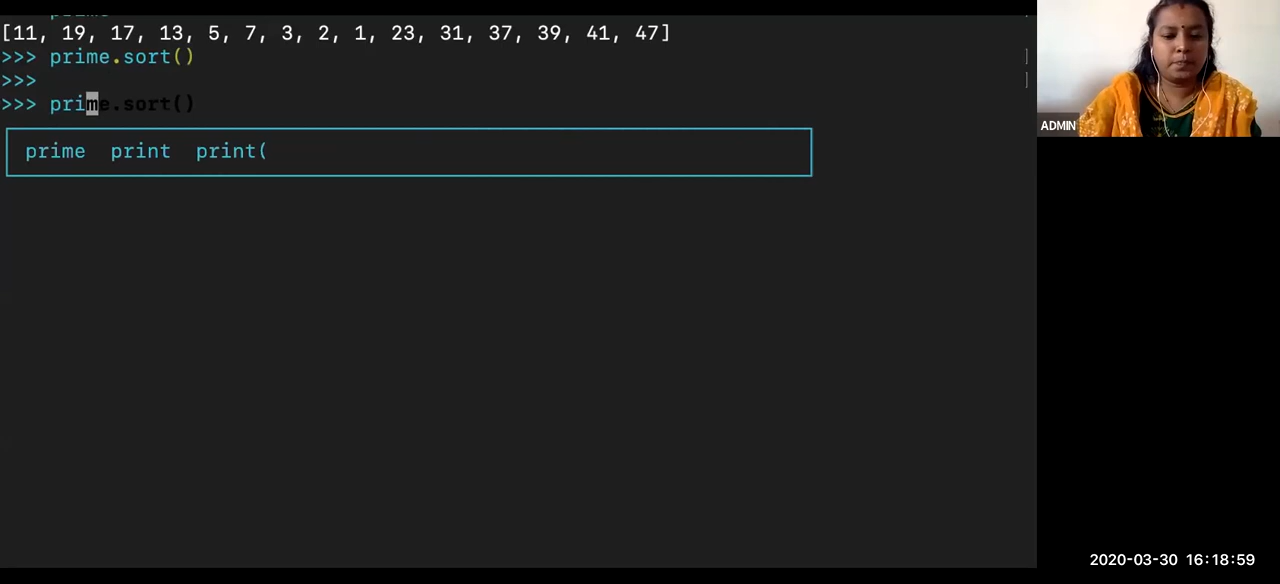 [11, 19, 17, 13, 5, 7, 3, 2, 1, 23, 31, 37, 39, 41, 47]
>>> prime.sort()
>>>
>>> prime.sort()
prime print print(
ADMIN
2020-03-30 16:18:59